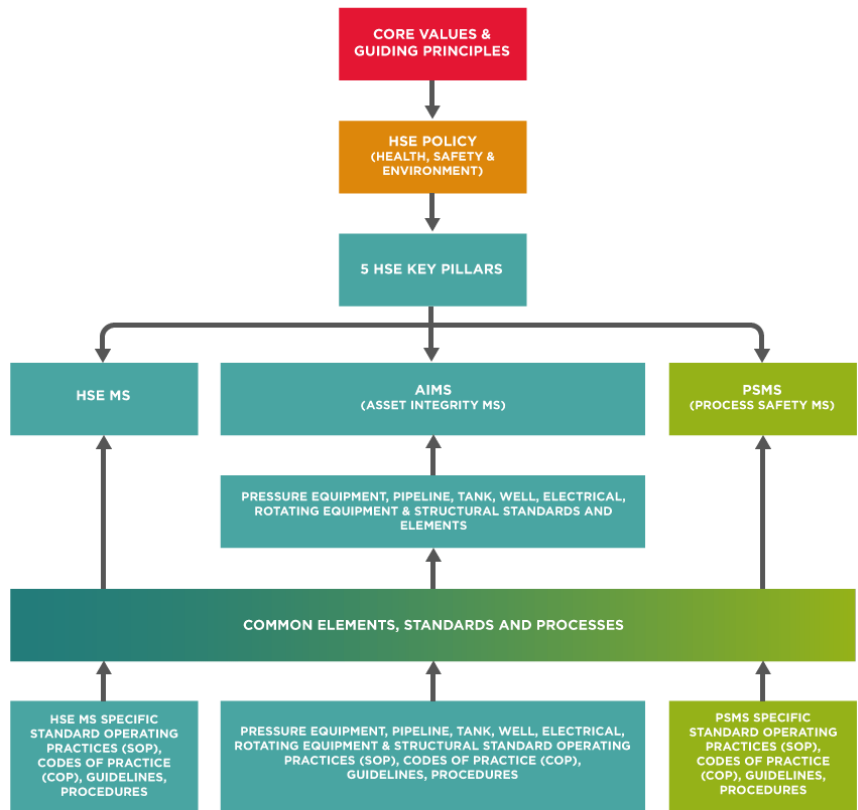 CORE VALUES &
GUIDING PRINCIPLES
HSE POLICY
(HEALTH, SAFETY &
ENVIRONMENT)
5 HSE KEY PILLARS
HSE MS
AIMS
(ASSET INTEGRITY MS)
PSMS
(PROCESS SAFETY MS)
PRESSURE EQUIPMENT, PIPELINE, TANK, WELL, ELECTRICAL,
ROTATING EQUIPMENT & STRUCTURAL STANDARDS AND
ELEMENTS
COMMON ELEMENTS, STANDARDS AND PROCESSES
HSE MS SPECIFIC
STANDARD OPERATING
PRACTICES (SOP),
CODES OF PRACTICE
(COP), GUIDELINES,
PROCEDURES
PRESSURE EQUIPMENT, PIPELINE, TANK, WELL, ELECTRICAL,
ROTATING EQUIPMENT & STRUCTURAL STANDARD OPERATING
PRACTICES (SOP), CODES OF PRACTICE (COP),
GUIDELINES, PROCEDURES
PSMS SPECIFIC
STANDARD OPERATING
PRACTICES (SOP),
CODES OF PRACTICE
(COP), GUIDELINES,
PROCEDURES